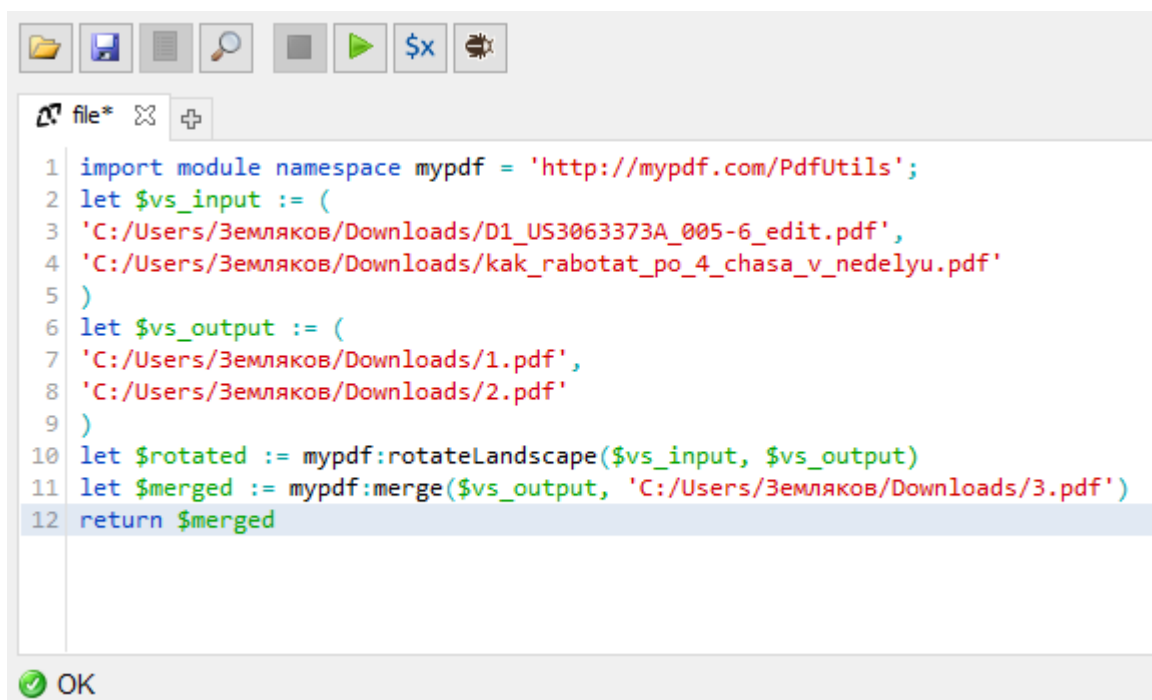 $x
file*
1 import module namespace mypdf = 'http://mypdf.com/PdfUtils';
2 let $vs_input := (
3 'C:/Users/Земляков/Downloads/D1_US3063373A_005-6_edit.pdf',
4 'C:/Users/Земляков/Downloads/kak_rabotat_po_4_chasa_v_nedelyu.pdf'
5 )
6 let $vs_output := (
7 'C:/Users/Земляков/Downloads/1.pdf',
8 'C:/Users/Земляков/Downloads/2.pdf'
9 )
10 let $rotated := mypdf:rotateLandscape($vs_input, $vs_output)
11 let $merged := mypdf:merge($vs_output, 'C:/Users/Земляков/Downloads/3.pdf')
12 return $merged
OK